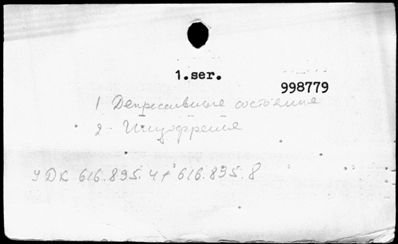 1.ser.
998779
1 Депрессивные состояния
2. Шизофрения
УДК 616.895.4+616.895.8